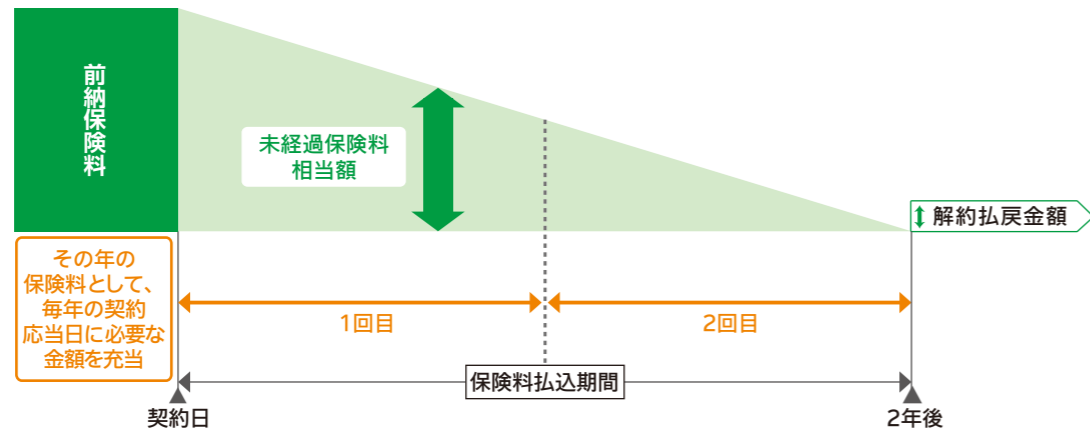 前納保険料
未経過保険料
相当額
解約払戻金額
その年の
保険料として、
毎年の契約
応当日に必要な
金額を充当
1回目
2回目
保険料払込期間
契約日
2年後